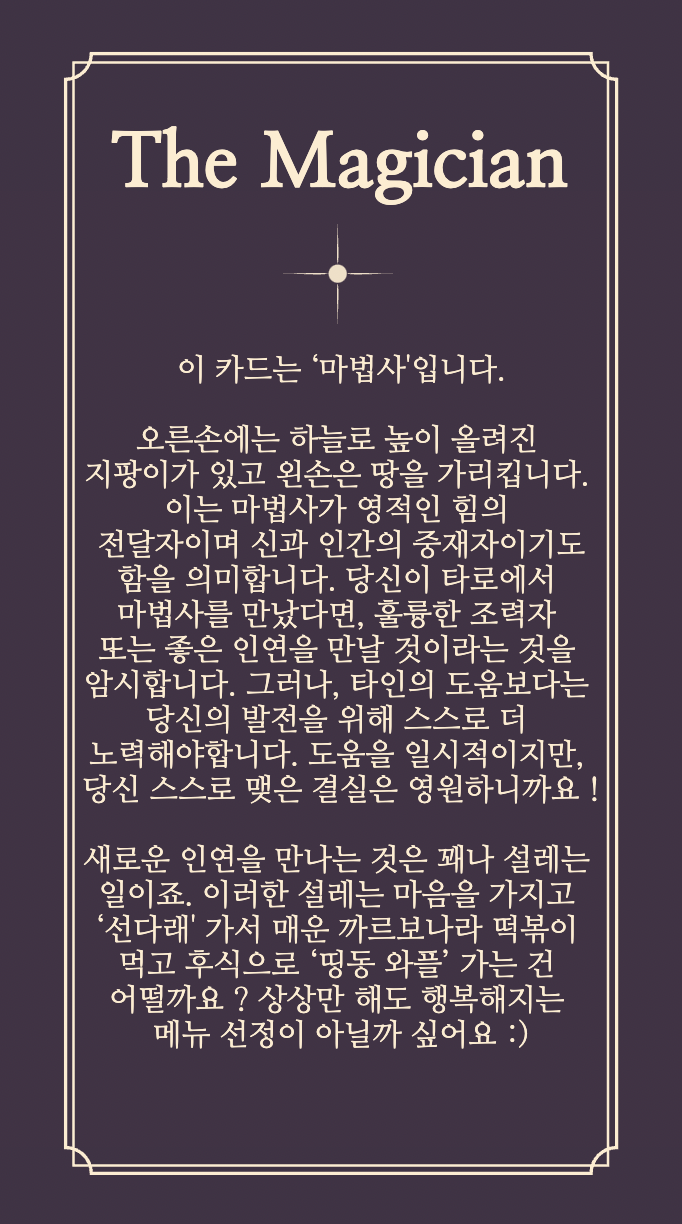 The Magician
이 카드는 ‘마법사'입니다.
오른손에는 하늘로 높이 올려진
지팡이가 있고 왼손은 땅을 가리킵니다.
이는 마법사가 영적인 힘의
전달자이며 신과 인간의 중재자이기도
함을 의미합니다. 당신이 타로에서
마법사를 만났다면, 훌륭한 조력자
또는 좋은 인연을 만날 것이라는 것을
암시합니다. 그러나, 타인의 도움보다는
당신의 발전을 위해 스스로 더
노력해야합니다. 도움을 일시적이지만,
당신 스스로 맺은 결실은 영원하니까요 !
새로운 인연을 만나는 것은 꽤나 설레는
일이죠. 이러한 설레는 마음을 가지고
‘선다래' 가서 매운 까르보나라 떡볶이
먹고 후식으로 ‘띵동 와플’ 가는 건
어떨까요 ? 상상만 해도 행복해지는
메뉴 선정이 아닐까 싶어요 :)